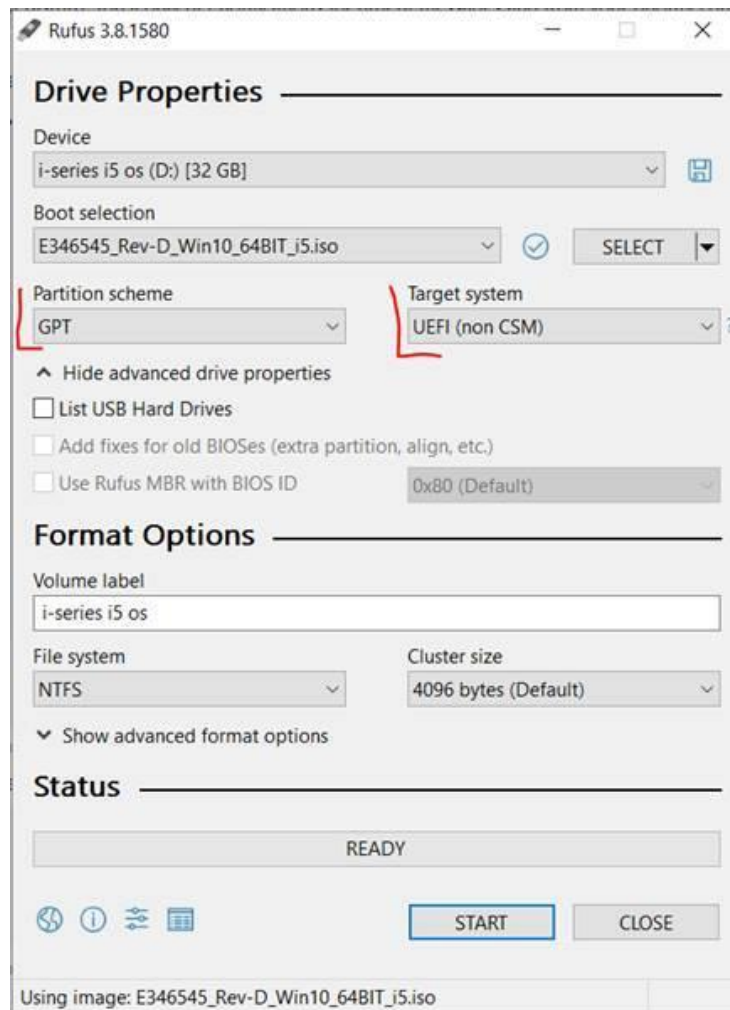 Rufus 3.8.1580
Drive Properties
Device
i-series i5 os (D:) [32 GB]
Boot selection
E346545_Rev-D_Win10_64BIT_i5.iso SELECT
Partition scheme Target system
GPT UEFI (non CSM) ?
Hide advanced drive properties
List USB Hard Drives
Add fixes for old BIOSes (extra partition, align, etc.)
Use Rufus MBR with BIOS ID 0x80 (Default)
Format Options
Volume label
i-series i5 os
File system Cluster size
NTFS 4096 bytes (Default)
Show advanced format options
Status
READY
START CLOSE
Using image: E346545_Rev-D_Win10_64BIT_i5.iso